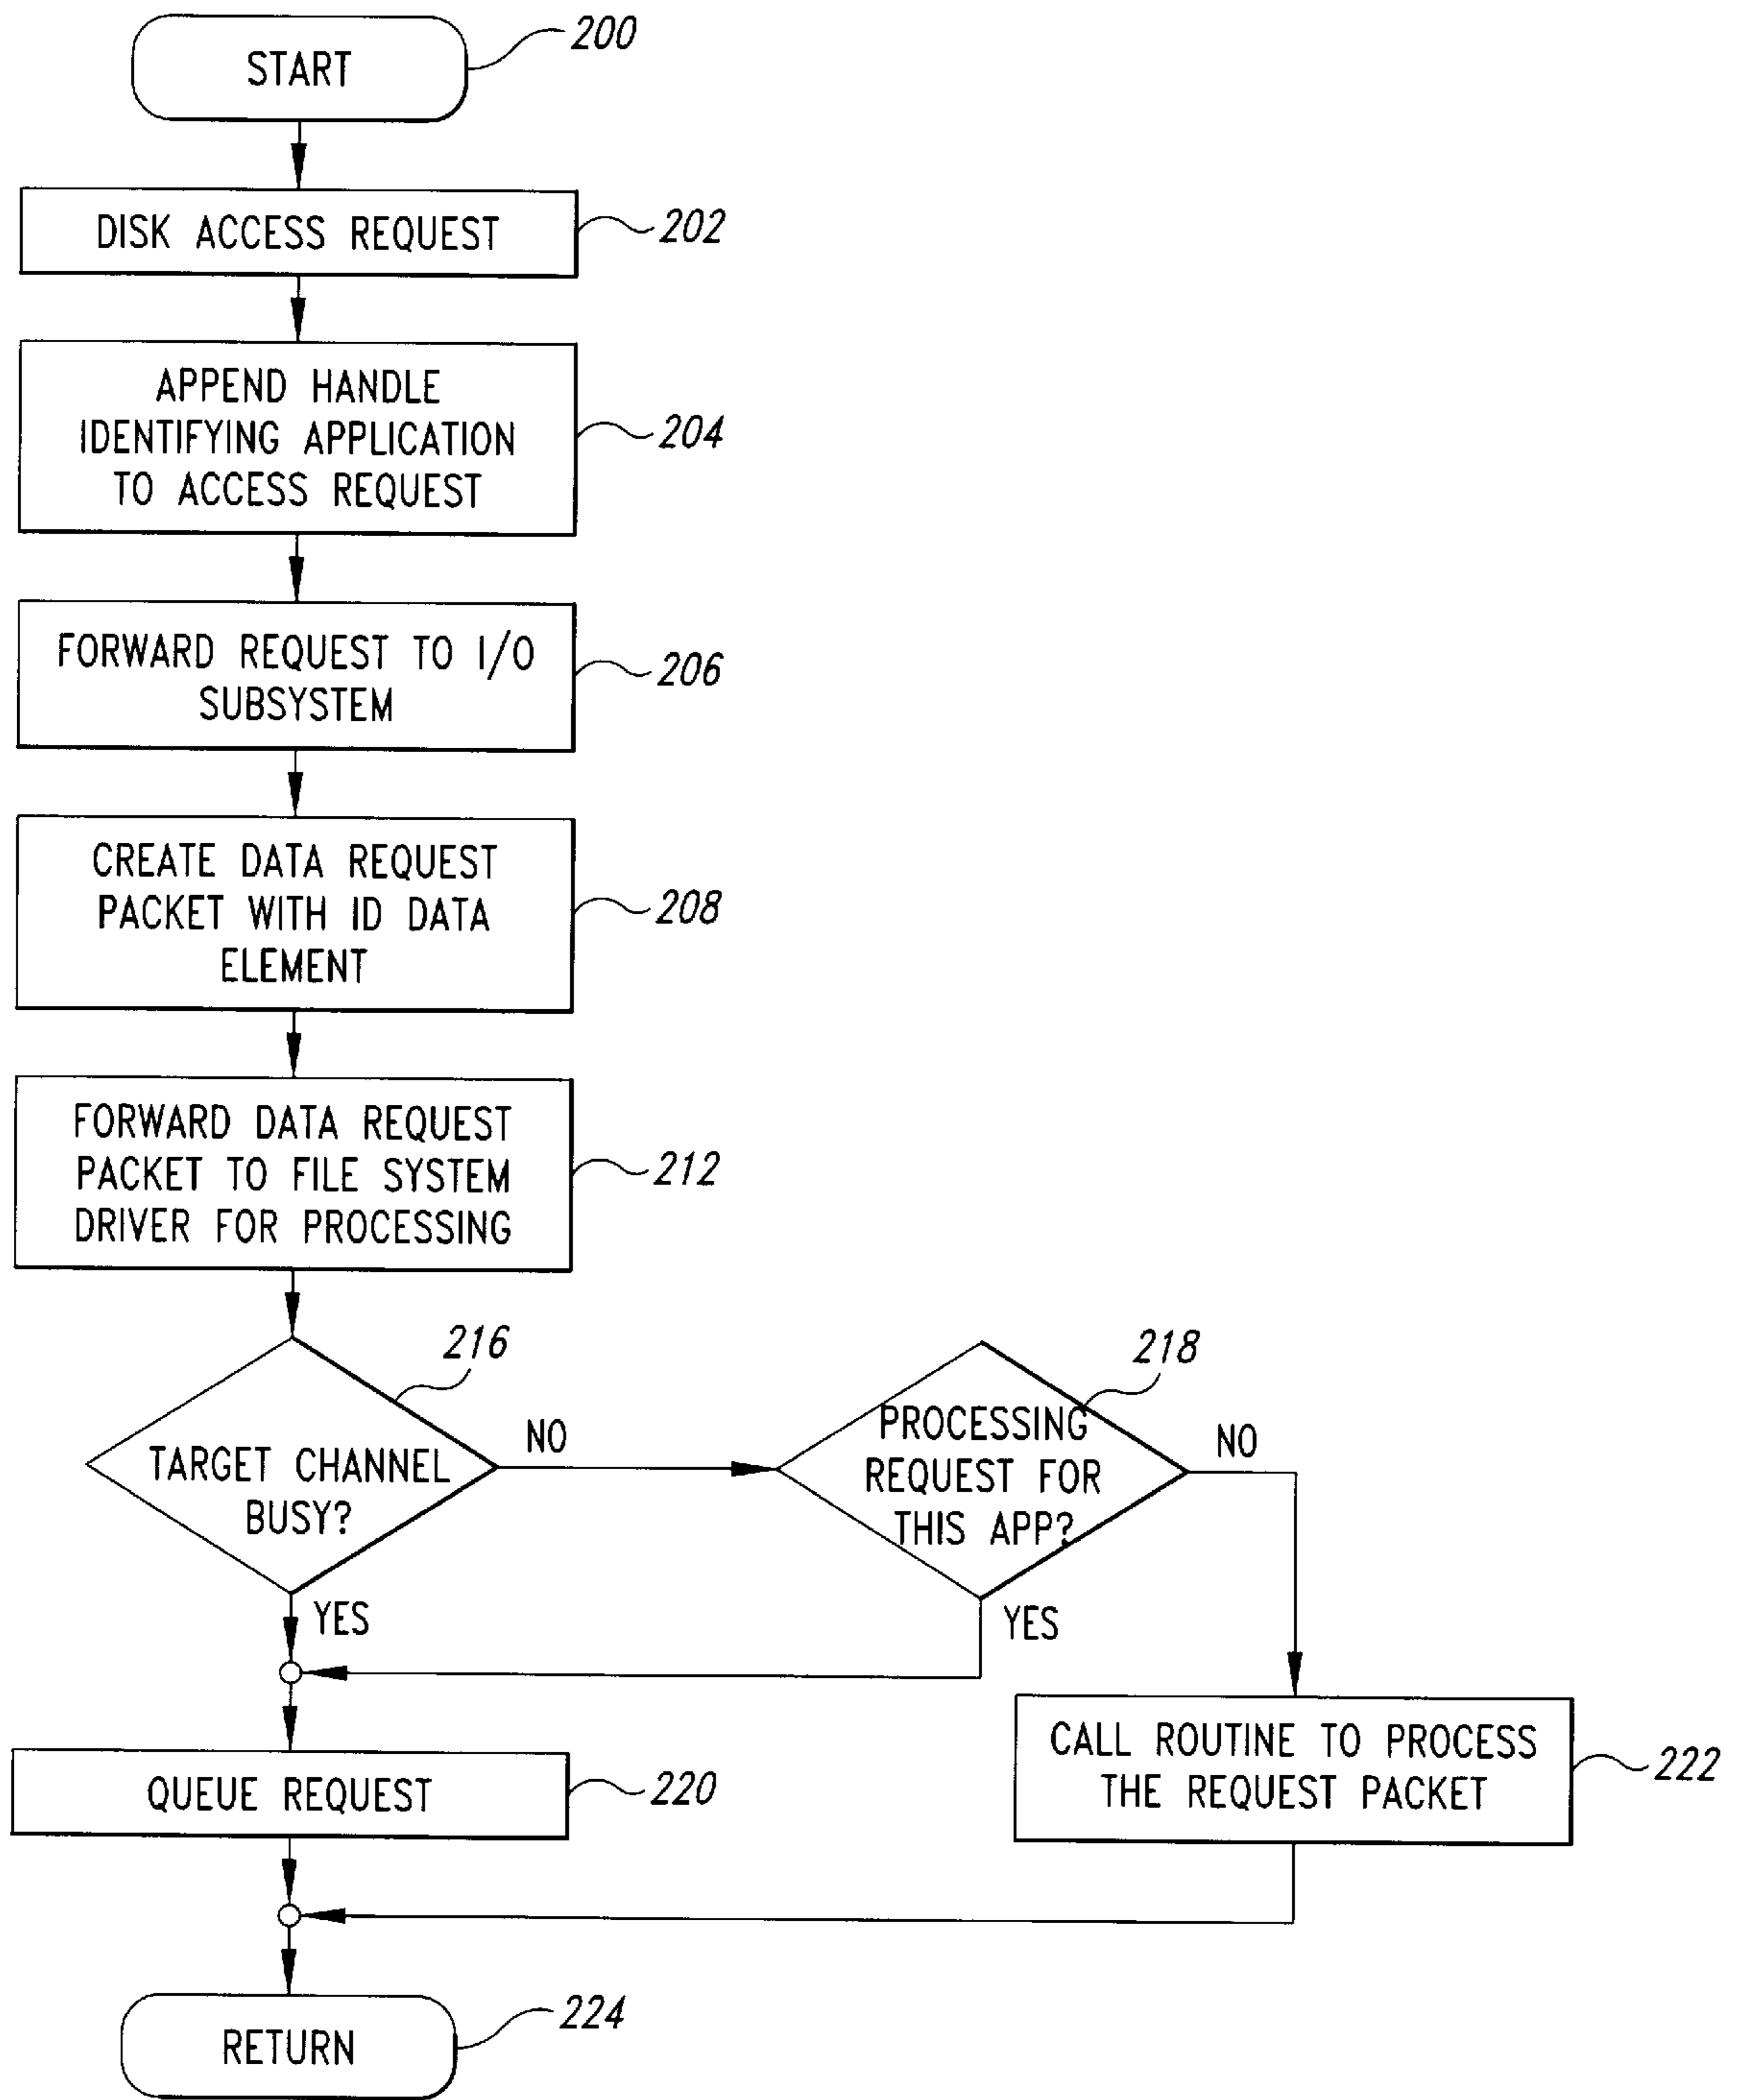 START
200
DISK ACCESS REQUEST
202
APPEND HANDLE
IDENTIFYING APPLICATION
TO ACCESS REQUEST
204
FORWARD REQUEST TO I/O
SUBSYSTEM
206
CREATE DATA REQUEST
PACKET WITH ID DATA
ELEMENT
208
FORWARD DATA REQUEST
PACKET TO FILE SYSTEM
DRIVER FOR PROCESSING
212
216
TARGET CHANNEL
BUSY?
NO
YES
218
PROCESSING
REQUEST FOR
THIS APP?
NO
YES
QUEUE REQUEST
220
CALL ROUTINE TO PROCESS
THE REQUEST PACKET
222
RETURN
224